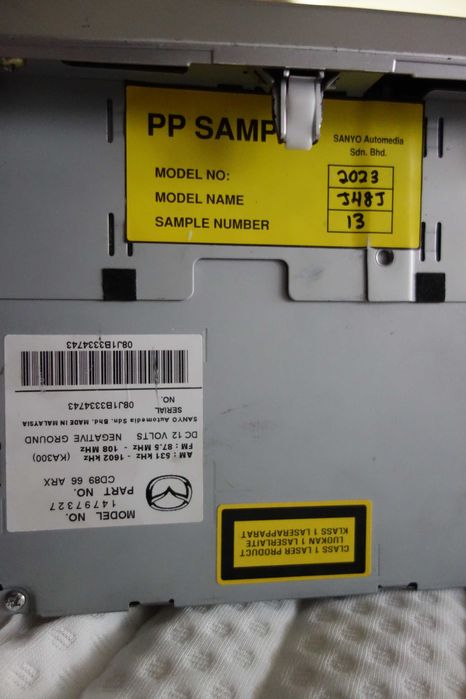 PP SAMP
SANYO Automedia
Sdn. Bhd.
MODEL NO: 2023
MODEL NAME J48J
SAMPLE NUMBER 13
MODEL NO.
14797327
PART NO.
CD89 66 ARX
AM : 531 kHz - 1602 kHz (KA300)
FM : 87.5 MHz - 108 MHz
DC 12 VOLTS NEGATIVE GROUND
SANYO Automedia Sdn. Bhd. MADE IN MALAYSIA
SERIAL NO. 08J1B3334743
08J1B3334743
CLASS 1 LASER PRODUCT
LUOKAN 1 LASERLAITE
KLASS 1 LASERAPPARAT